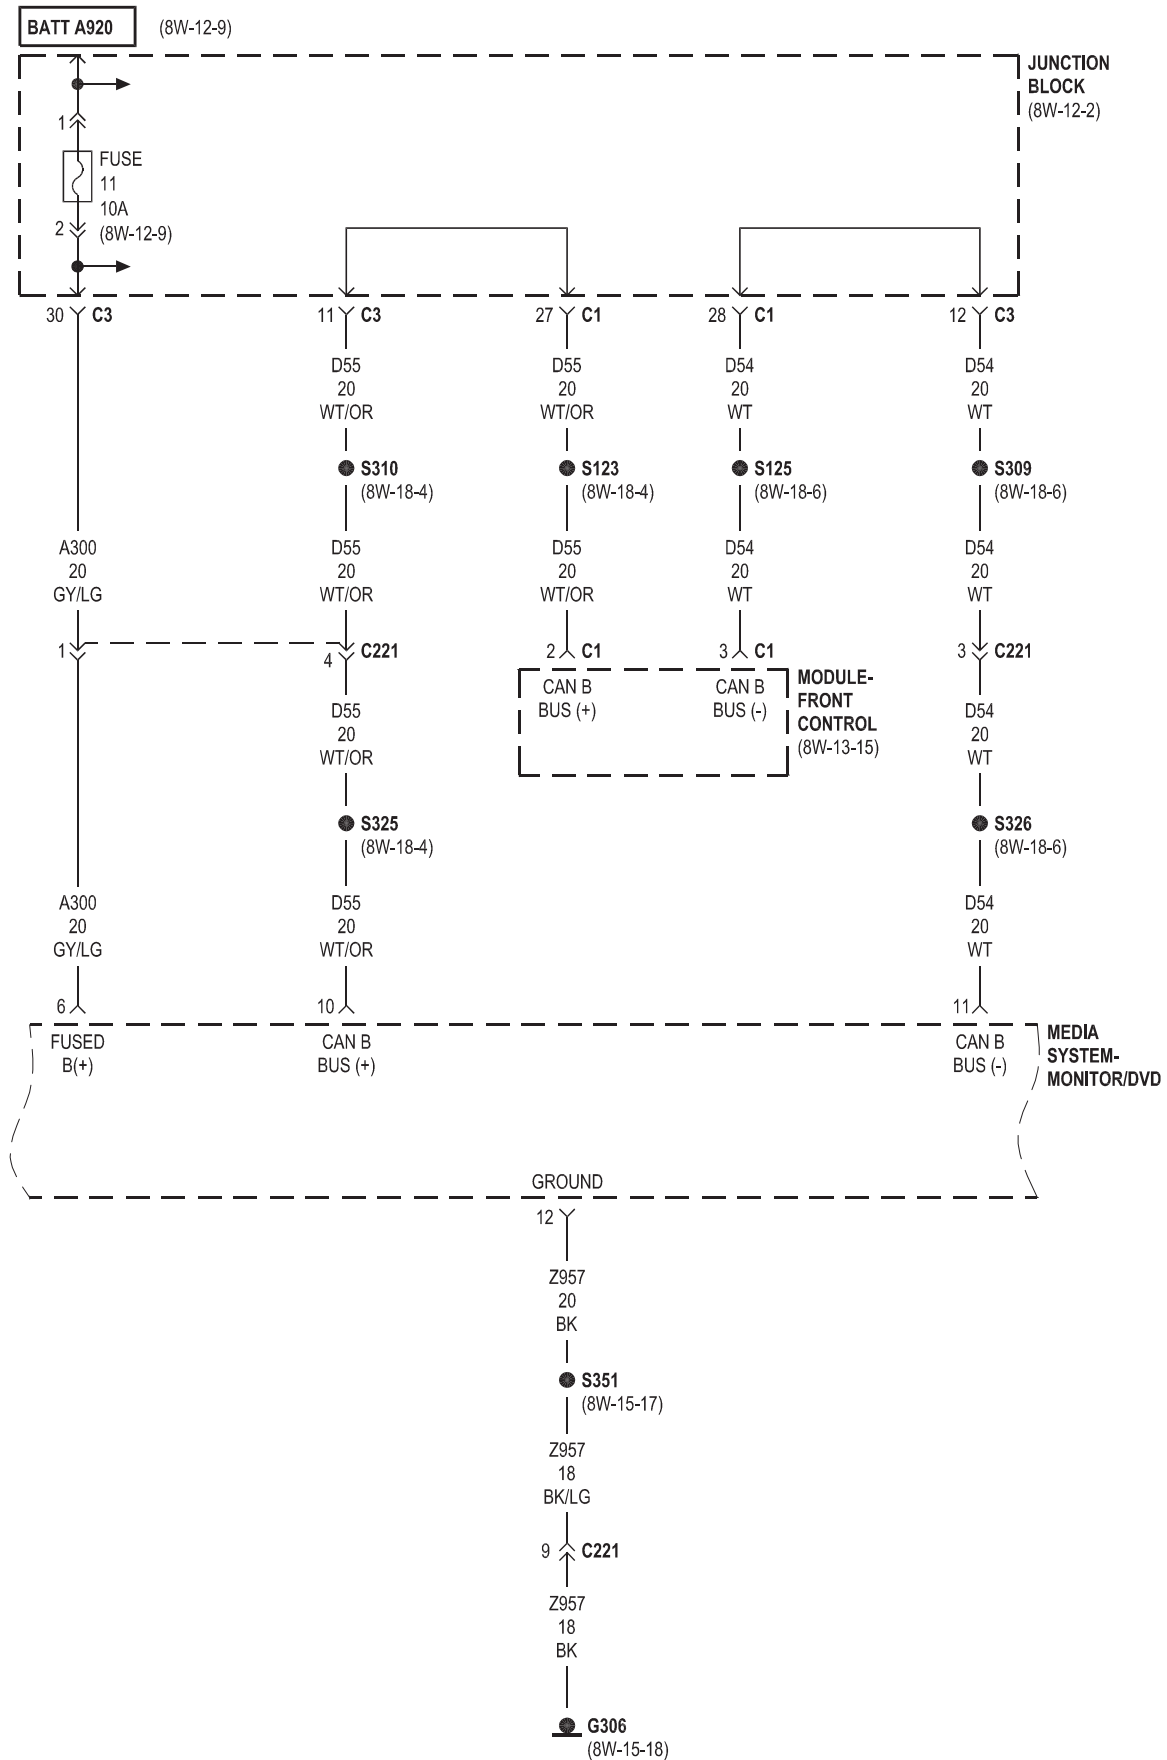 BATT A920 (8W-12-9)
JUNCTION
BLOCK
(8W-12-2)
1
FUSE
11
10A
2 (8W-12-9)
30 C3 11 C3 27 C1 28 C1 12 C3
D55 D55 D54 D54
20 20 20 20
WT/OR WT/OR WT WT
S310 S123 S125 S309
(8W-18-4) (8W-18-4) (8W-18-6) (8W-18-6)
A300 D55 D55 D54 D54
20 20 20 20 20
GY/LG WT/OR WT/OR WT WT
1 4 C221 2 C1 3 C1 3 C221
CAN B CAN B
BUS (+) BUS (-)
MODULE-
FRONT
CONTROL
(8W-13-15)
D55 D54
20 20
WT/OR WT
S325 S326
(8W-18-4) (8W-18-6)
A300 D55 D54
20 20 20
GY/LG WT/OR WT
6 10 11
FUSED CAN B CAN B
B(+) BUS (+) BUS (-)
MEDIA
SYSTEM-
MONITOR/DVD
GROUND
12
Z957
20
BK
S351
(8W-15-17)
Z957
18
BK/LG
9 C221
Z957
18
BK
G306
(8W-15-18)